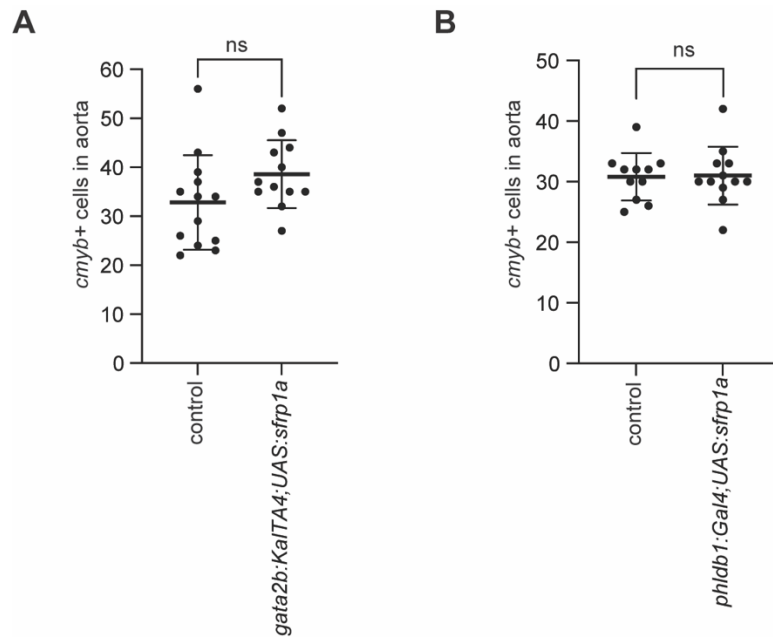 A
ns
60
50
40
30
20
10
0
cmyb+ cells in aorta
control
gata2b:KalTA4;UAS:sfrp1a
B
ns
50
40
30
20
10
0
cmyb+ cells in aorta
control
phldb1:Gal4;UAS:sfrp1a